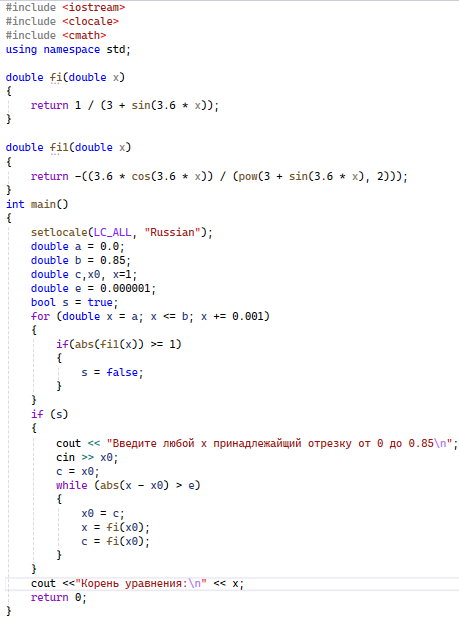 #include <iostream>
#include <clocale>
#include <cmath>
using namespace std;
double fi(double x)
{
return 1 / (3 + sin(3.6 * x));
}
double fi1(double x)
{
return -((3.6 * cos(3.6 * x)) / (pow(3 + sin(3.6 * x), 2)));
}
int main()
{
setlocale(LC_ALL, "Russian");
double a = 0.0;
double b = 0.85;
double c,x0, x=1;
double e = 0.000001;
bool s = true;
for (double x = a; x <= b; x += 0.001)
{
if(abs(fi1(x)) >= 1)
{
s = false;
}
}
if (s)
{
cout << "Введите любой х принадлежайщий отрезку от 0 до 0.85\n";
cin >> x0;
c = x0;
while (abs(x - x0) > e)
{
x0 = c;
x = fi(x0);
c = fi(x0);
}
}
cout <<"Корень уравнения:\n" << x;
return 0;
}